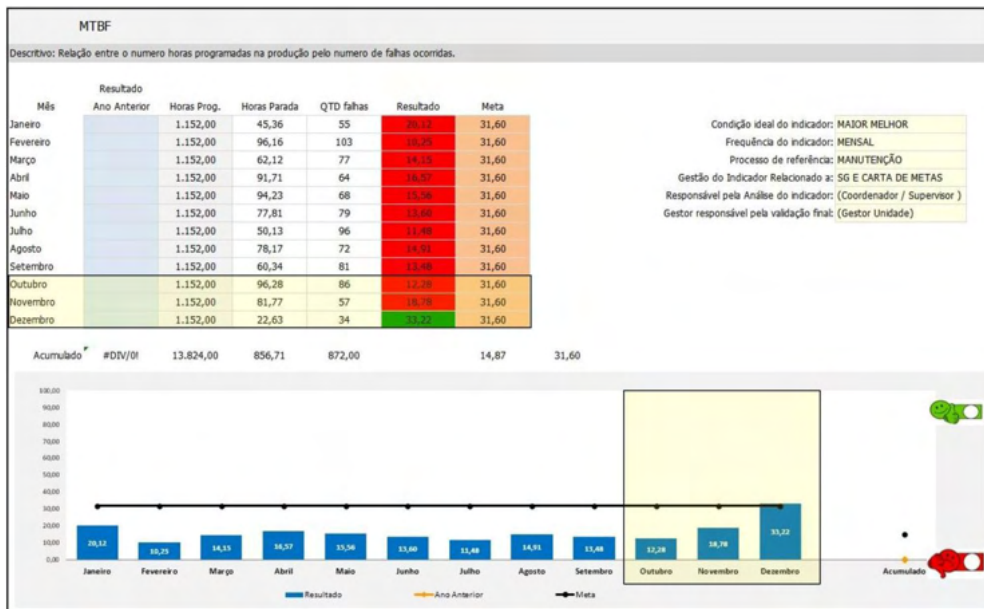 MTBF
Descritivo: Relação entre o numero horas programadas na produção pelo numero de falhas ocorridas.
Resultado
Mês Ano Anterior Horas Prog. Horas Parada QTD falhas Resultado Meta
Janeiro 1.152,00 45,36 55 20,12 31,60
Fevereiro 1.152,00 96,16 103 10,25 31,60
Março 1.152,00 62,12 77 14,15 31,60
Abril 1.152,00 91,71 64 16,57 31,60
Maio 1.152,00 94,23 68 15,56 31,60
Junho 1.152,00 77,81 79 13,60 31,60
Julho 1.152,00 50,13 96 11,48 31,60
Agosto 1.152,00 78,17 72 14,91 31,60
Setembro 1.152,00 60,34 81 13,48 31,60
Outubro 1.152,00 96,28 86 12,28 31,60
Novembro 1.152,00 81,77 57 18,78 31,60
Dezembro 1.152,00 22,63 34 33,22 31,60
Acumulado #DIV/0! 13.824,00 856,71 872,00 14,87 31,60
Condição ideal do indicador: MAIOR MELHOR
Frequência do indicador: MENSAL
Processo de referência: MANUTENÇÃO
Gestão do Indicador Relacionado a: SG E CARTA DE METAS
Responsável pela Análise do indicador: (Coordenador / Supervisor )
Gestor responsável pela validação final: (Gestor Unidade)
100,00
90,00
80,00
70,00
60,00
50,00
40,00
30,00
20,00
10,00
0,00
20,12 10,25 14,15 16,57 15,56 13,60 11,48 14,91 13,48 12,28 18,78 33,22
Janeiro Fevereiro Março Abril Maio Junho Julho Agosto Setembro Outubro Novembro Dezembro Acumulado
Resultado Ano Anterior Meta